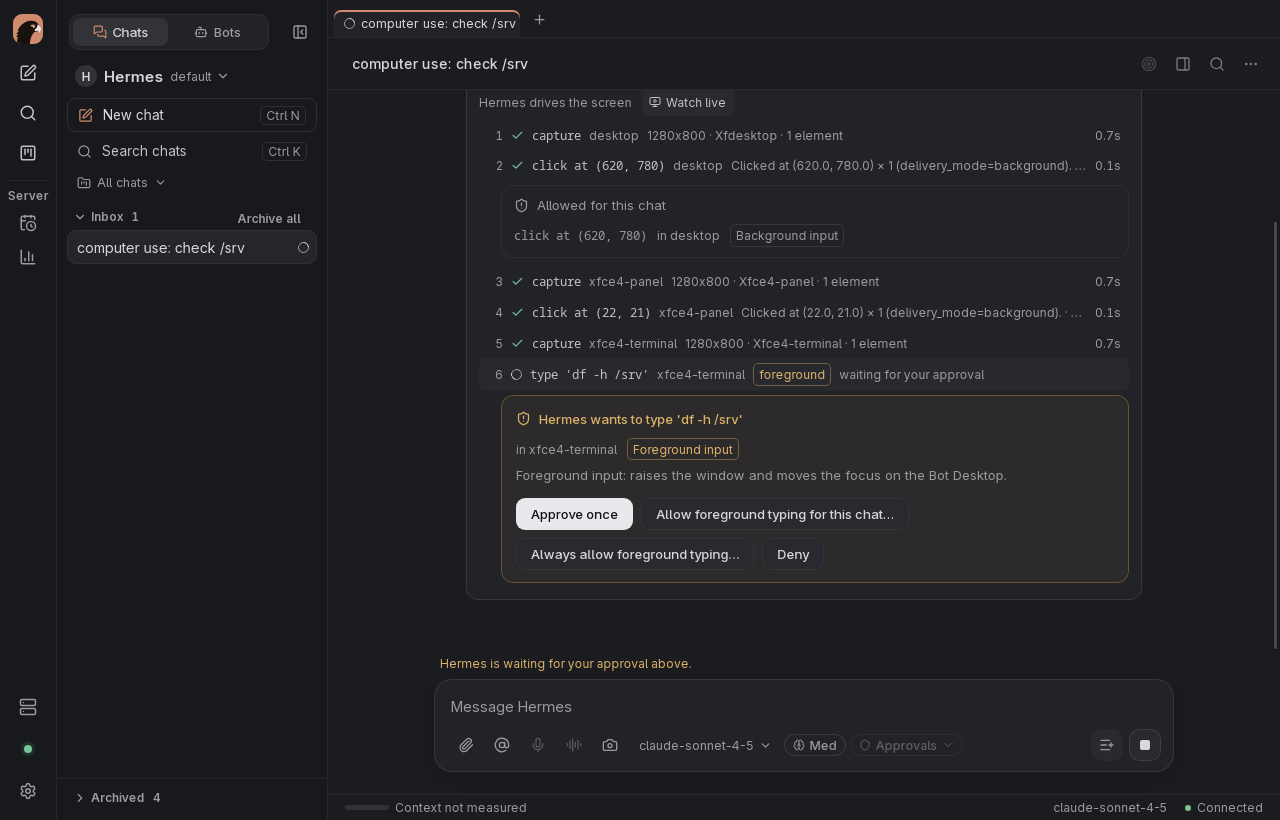 Chats
Bots
computer use: check /srv
H Hermes default
computer use: check /srv
New chat Ctrl N
Search chats Ctrl K
All chats
Server
Inbox 1 Archive all
computer use: check /srv
Archived 4
Hermes drives the screen Watch live
1 capture desktop 1280x800 · Xfdesktop · 1 element 0.7s
2 click at (620, 780) desktop Clicked at (620.0, 780.0) × 1 (delivery_mode=background). … 0.1s
Allowed for this chat
click at (620, 780) in desktop Background input
3 capture xfce4-panel 1280x800 · Xfce4-panel · 1 element 0.7s
4 click at (22, 21) xfce4-panel Clicked at (22.0, 21.0) × 1 (delivery_mode=background). · … 0.1s
5 capture xfce4-terminal 1280x800 · Xfce4-terminal · 1 element 0.7s
6 type 'df -h /srv' xfce4-terminal foreground waiting for your approval
Hermes wants to type 'df -h /srv'
in xfce4-terminal Foreground input
Foreground input: raises the window and moves the focus on the Bot Desktop.
Approve once Allow foreground typing for this chat…
Always allow foreground typing… Deny
Hermes is waiting for your approval above.
Message Hermes
claude-sonnet-4-5 Med Approvals
Context not measured claude-sonnet-4-5 Connected